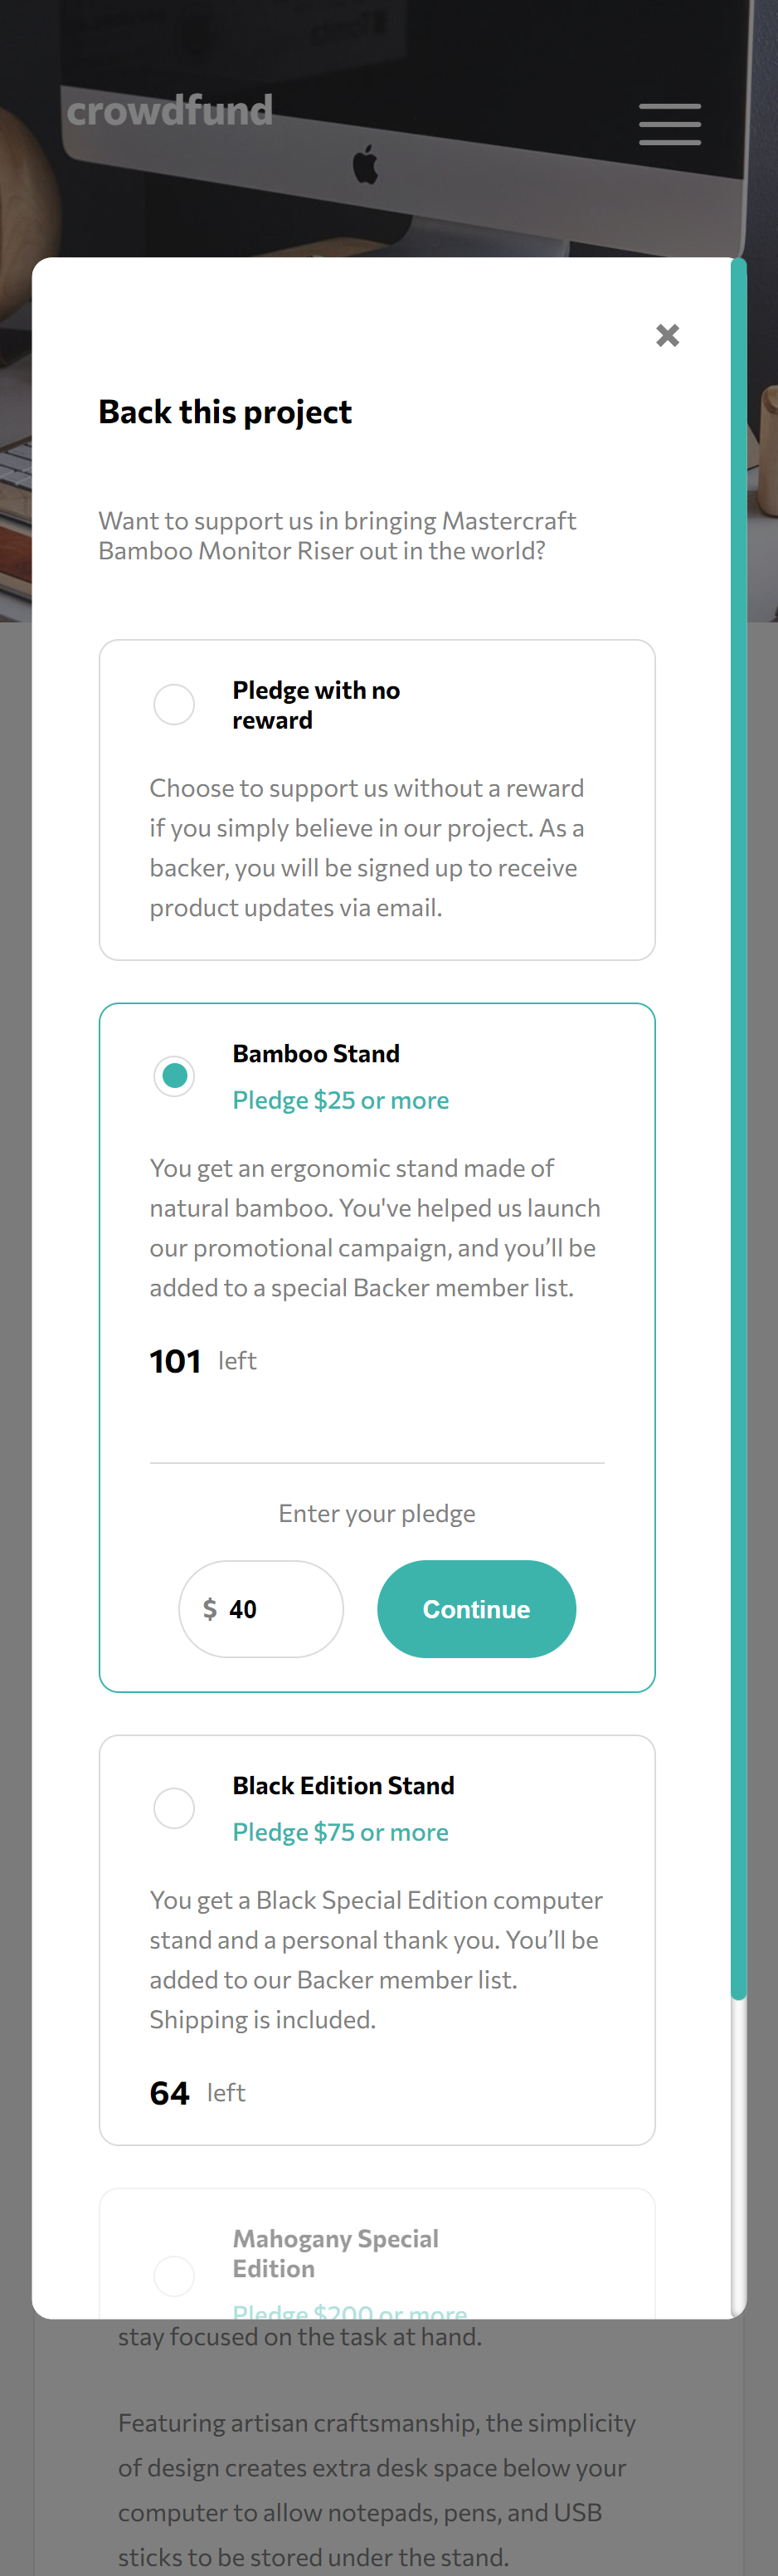 crowdfund
Back this project
Want to support us in bringing Mastercraft
Bamboo Monitor Riser out in the world?
Pledge with no
reward
Choose to support us without a reward
if you simply believe in our project. As a
backer, you will be signed up to receive
product updates via email.
Bamboo Stand
Pledge $25 or more
You get an ergonomic stand made of
natural bamboo. You've helped us launch
our promotional campaign, and you’ll be
added to a special Backer member list.
101 left
Enter your pledge
$ 40 Continue
Black Edition Stand
Pledge $75 or more
You get a Black Special Edition computer
stand and a personal thank you. You’ll be
added to our Backer member list.
Shipping is included.
64 left
Mahogany Special
Edition
Pledge $200 or more
stay focused on the task at hand.
Featuring artisan craftsmanship, the simplicity
of design creates extra desk space below your
computer to allow notepads, pens, and USB
sticks to be stored under the stand.